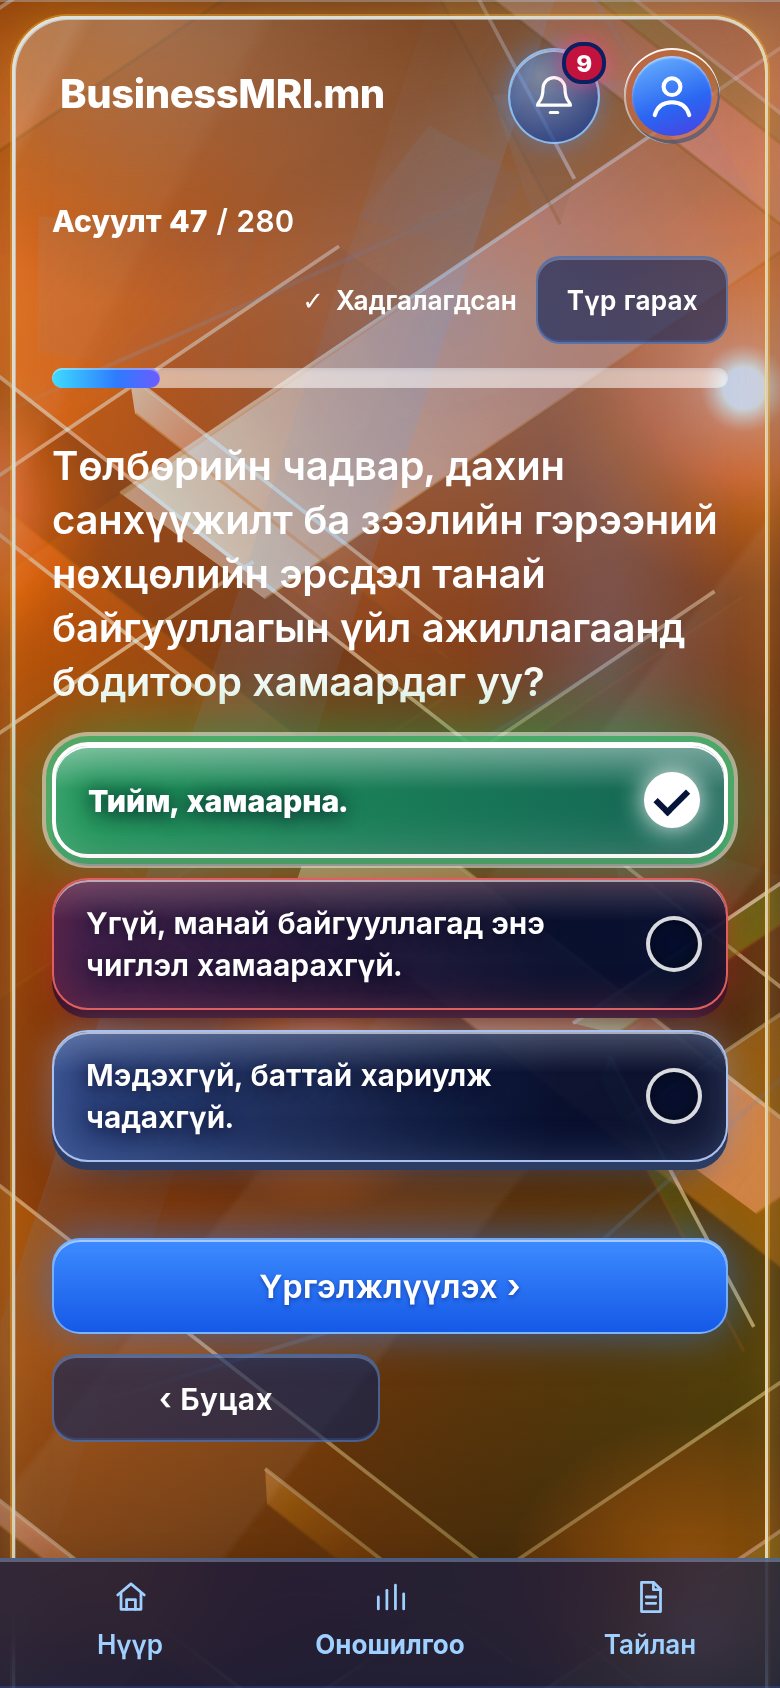 BusinessMRI.mn
9
Асуулт 47 / 280
✓ Хадгалагдсан
Түр гарах
Төлбөрийн чадвар, дахин
санхүүжилт ба зээлийн гэрээний
нөхцөлийн эрсдэл танай
байгууллагын үйл ажиллагаанд
бодитоор хамаардаг уу?
Тийм, хамаарна.
Үгүй, манай байгууллагад энэ
чиглэл хамаарахгүй.
Мэдэхгүй, баттай хариулж
чадахгүй.
Үргэлжлүүлэх ›
‹ Буцах
Нүүр
Оношилгоо
Тайлан